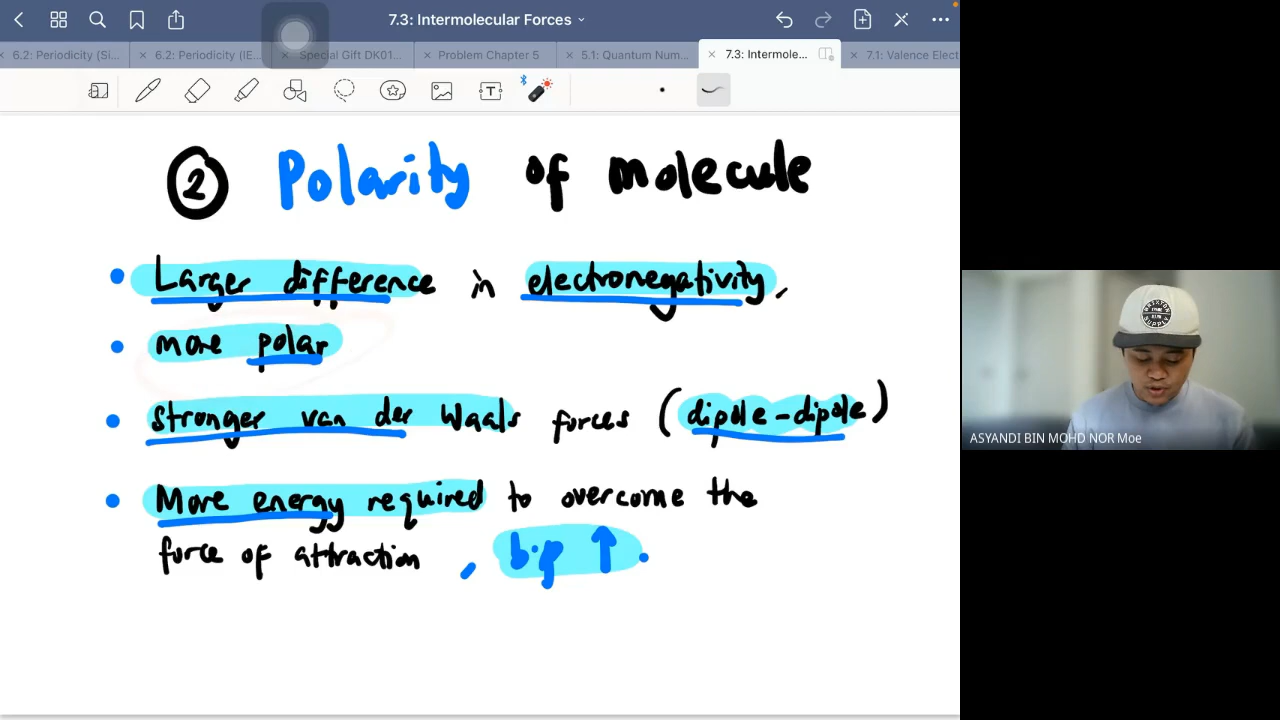 7.3: Intermolecular Forces
6.2: Periodicity (Si...
6.2: Periodicity (IE...
Special Gift DK01...
Problem Chapter 5
5.1: Quantum Num...
7.3: Intermole...
7.1: Valence Elect
T
2 Polarity of molecule
• Larger difference in electronegativity,
• more polar
• stronger van der Waals forces (dipole-dipole)
• More energy required to overcome the
force of attraction, b.p ↑.
ASYANDI BIN MOHD NOR Moe